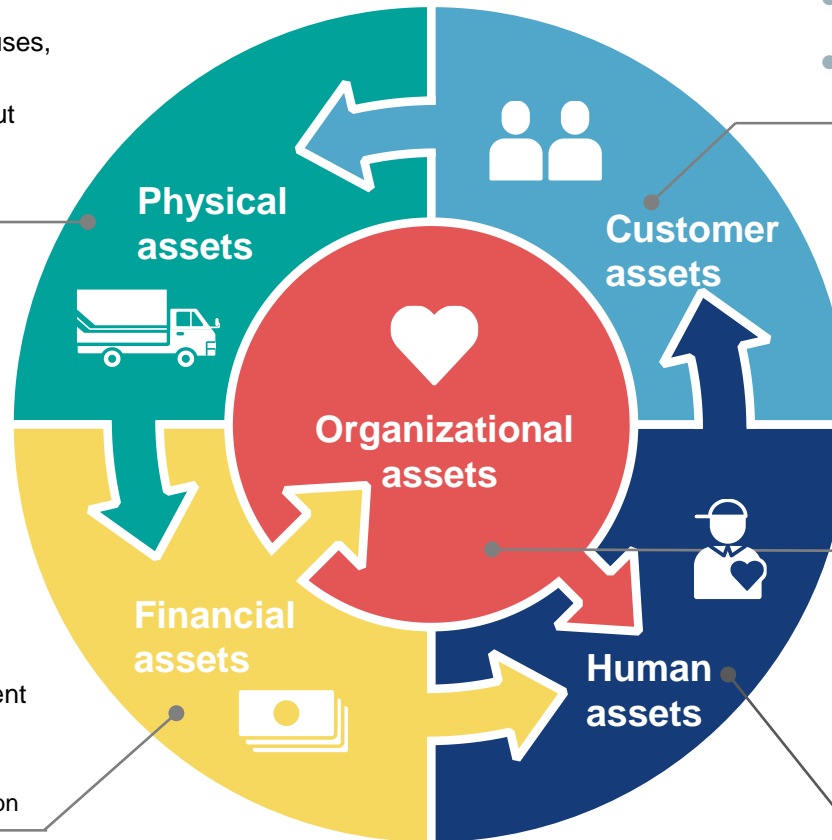 uses,
ut
Physical
assets
Customer
assets
Organizational
assets
Financial
assets
Human
assets
ent
on